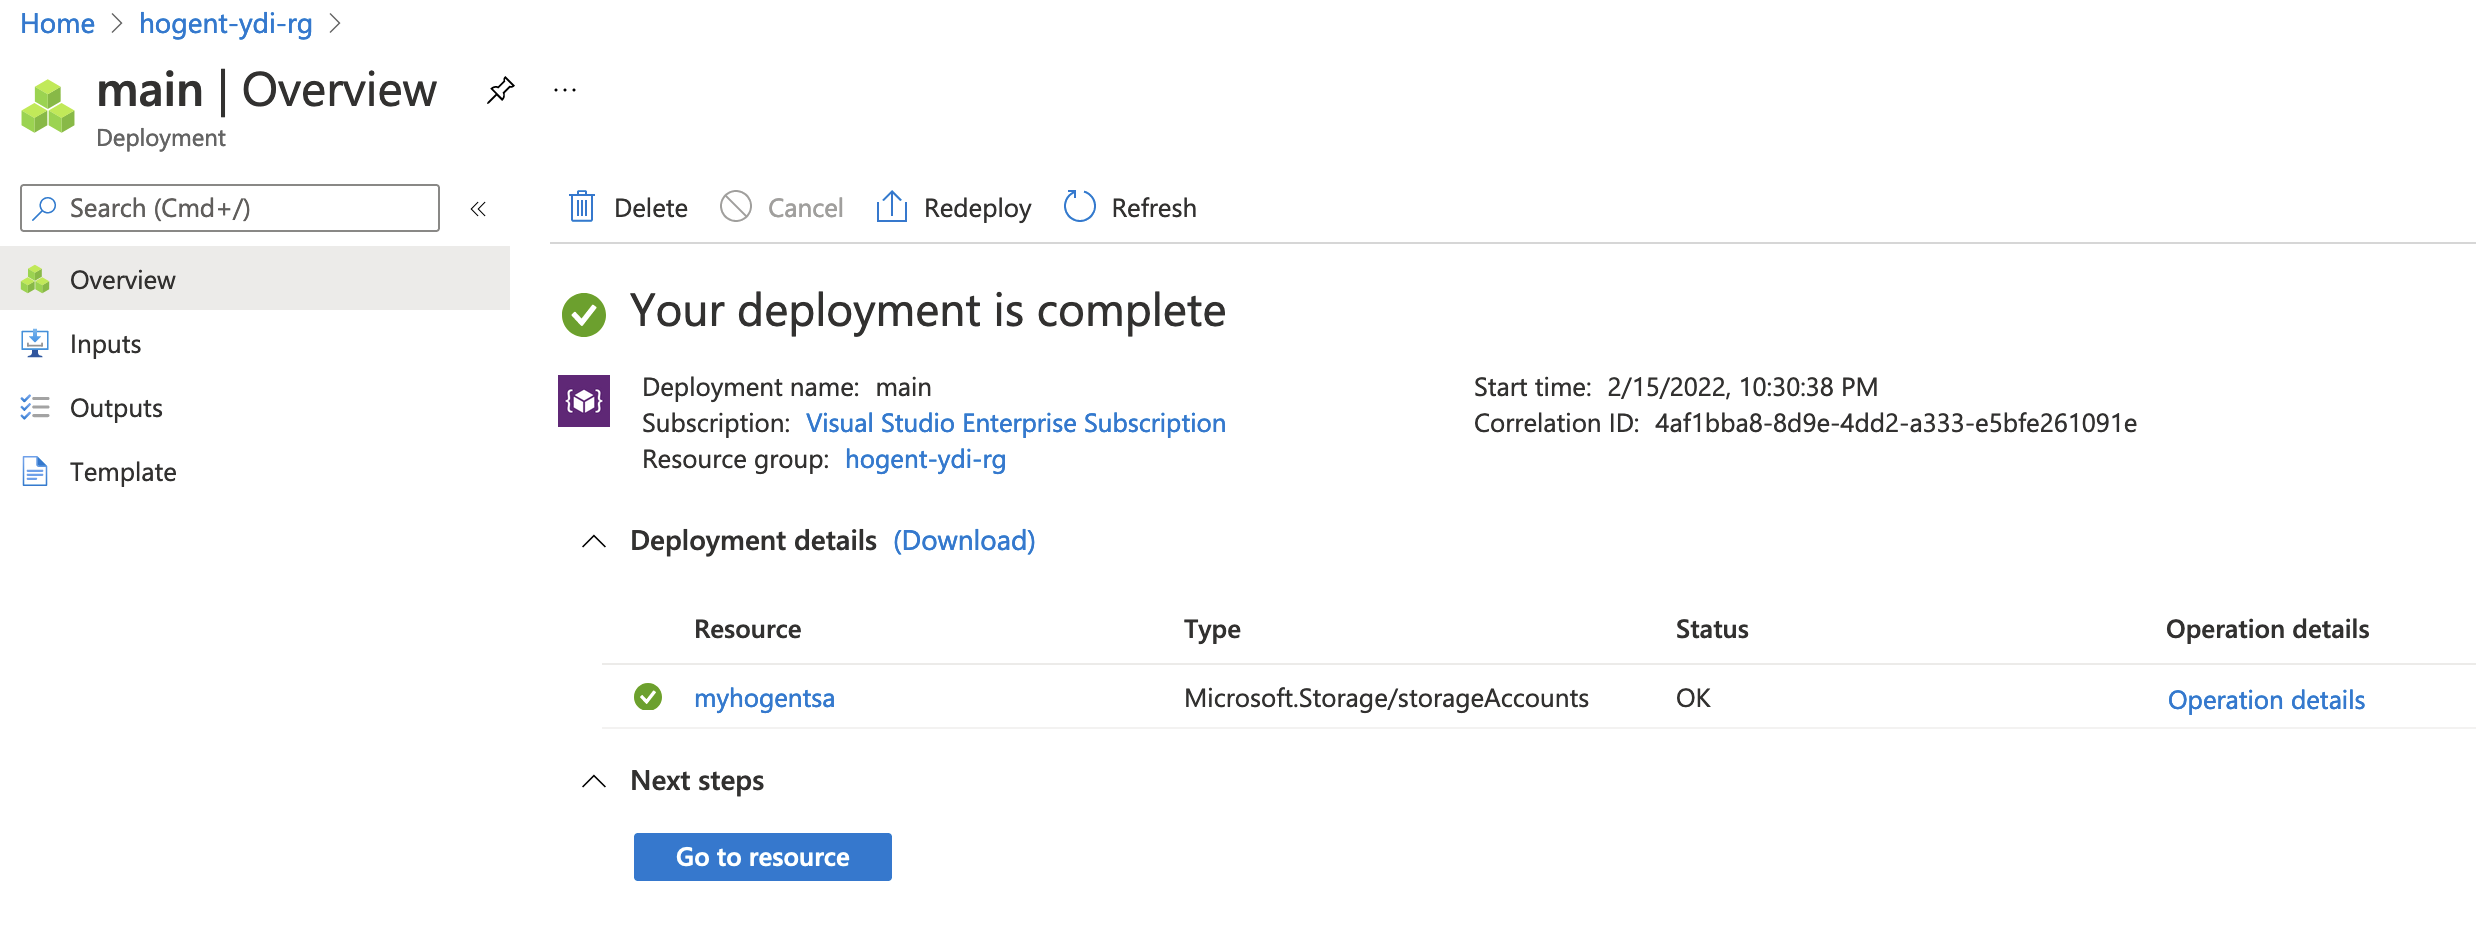 Home > hogent-ydi-rg >
main | Overview ...
Deployment
Search (Cmd+/) «
Delete Cancel Redeploy Refresh
Overview
Inputs
Outputs
Template
Your deployment is complete
Deployment name: main
Subscription: Visual Studio Enterprise Subscription
Resource group: hogent-ydi-rg
Start time: 2/15/2022, 10:30:38 PM
Correlation ID: 4af1bba8-8d9e-4dd2-a333-e5bfe261091e
Deployment details (Download)
Resource Type Status Operation details
myhogentsa Microsoft.Storage/storageAccounts OK Operation details
Next steps
Go to resource